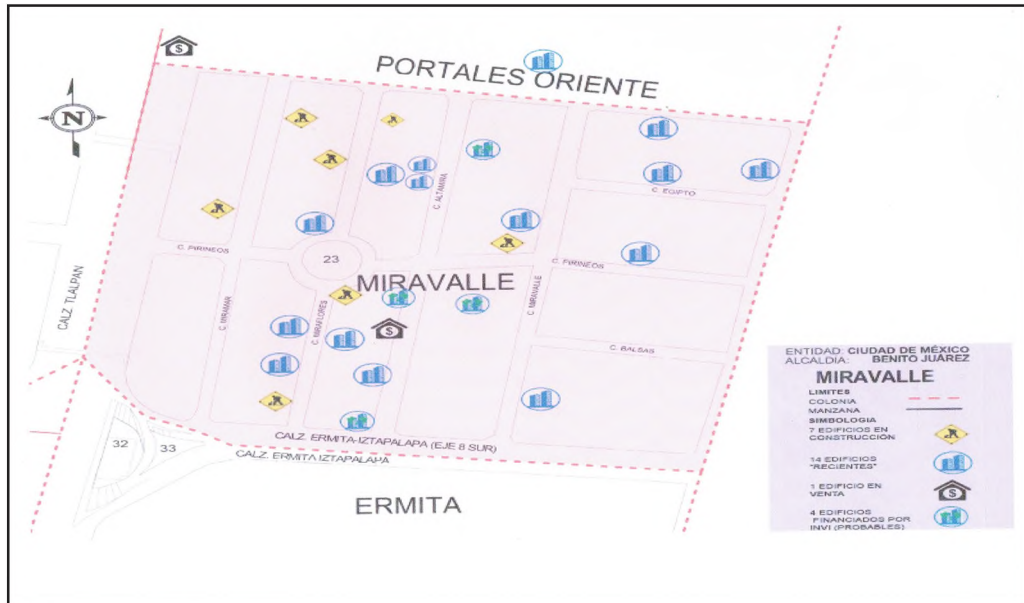 PORTALES ORIENTE
N
C. ALTAMIRA
C. EGIPTO
C. PIRINEOS
23
C. PIRINEOS
MIRAVALLE
CALZ TLALPAN
C. MIRAMAR
C. MIRAFLORES
C. MIRAVALLE
C. BALSAS
32
33
CALZ. ERMITA-IZTAPALAPA (EJE 8 SUR)
CALZ. ERMITA IZTAPALAPA
ERMITA
ENTIDAD: CIUDAD DE MÉXICO
ALCALDIA: BENITO JUÁREZ
MIRAVALLE
LIMITES
COLONIA
MANZANA
SIMBOLOGIA
7 EDIFICIOS EN
CONSTRUCCIÓN
14 EDIFICIOS
"RECIENTES"
1 EDIFICIO EN
VENTA
4 EDIFICIOS
FINANCIADOS POR
INVI (PROBABLES)